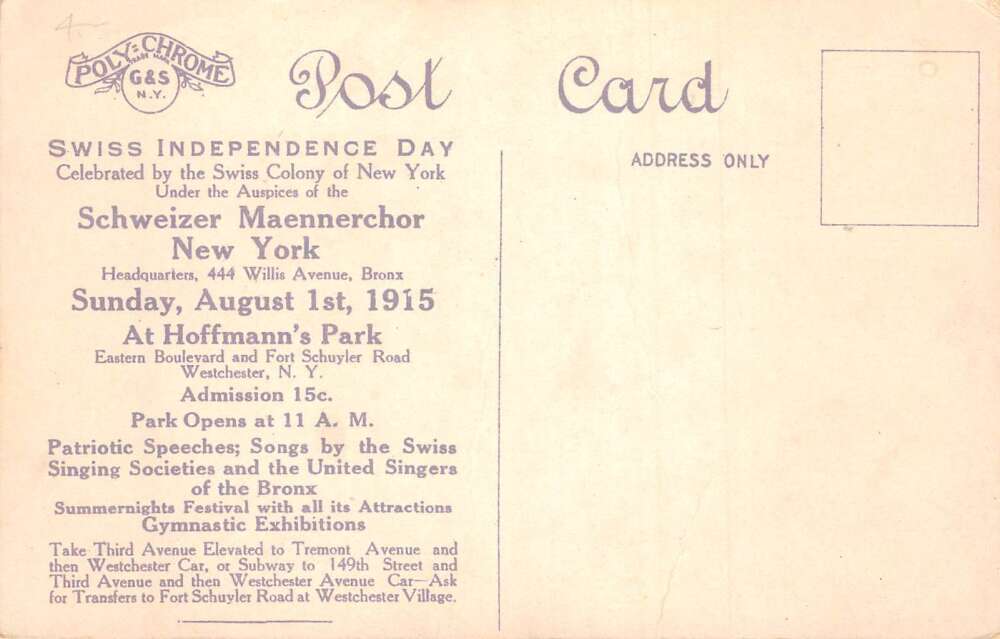 4
POLY=CHROME
TRADE MARK
G&S
N.Y.
Post Card
SWISS INDEPENDENCE DAY
Celebrated by the Swiss Colony of New York
Under the Auspices of the
Schweizer Maennerchor
New York
Headquarters, 444 Willis Avenue, Bronx
Sunday, August 1st, 1915
At Hoffmann's Park
Eastern Boulevard and Fort Schuyler Road
Westchester, N. Y.
Admission 15c.
Park Opens at 11 A. M.
Patriotic Speeches; Songs by the Swiss
Singing Societies and the United Singers
of the Bronx
Summernights Festival with all its Attractions
Gymnastic Exhibitions
Take Third Avenue Elevated to Tremont Avenue and
then Westchester Car, or Subway to 149th Street and
Third Avenue and then Westchester Avenue Car—Ask
for Transfers to Fort Schuyler Road at Westchester Village.
ADDRESS ONLY